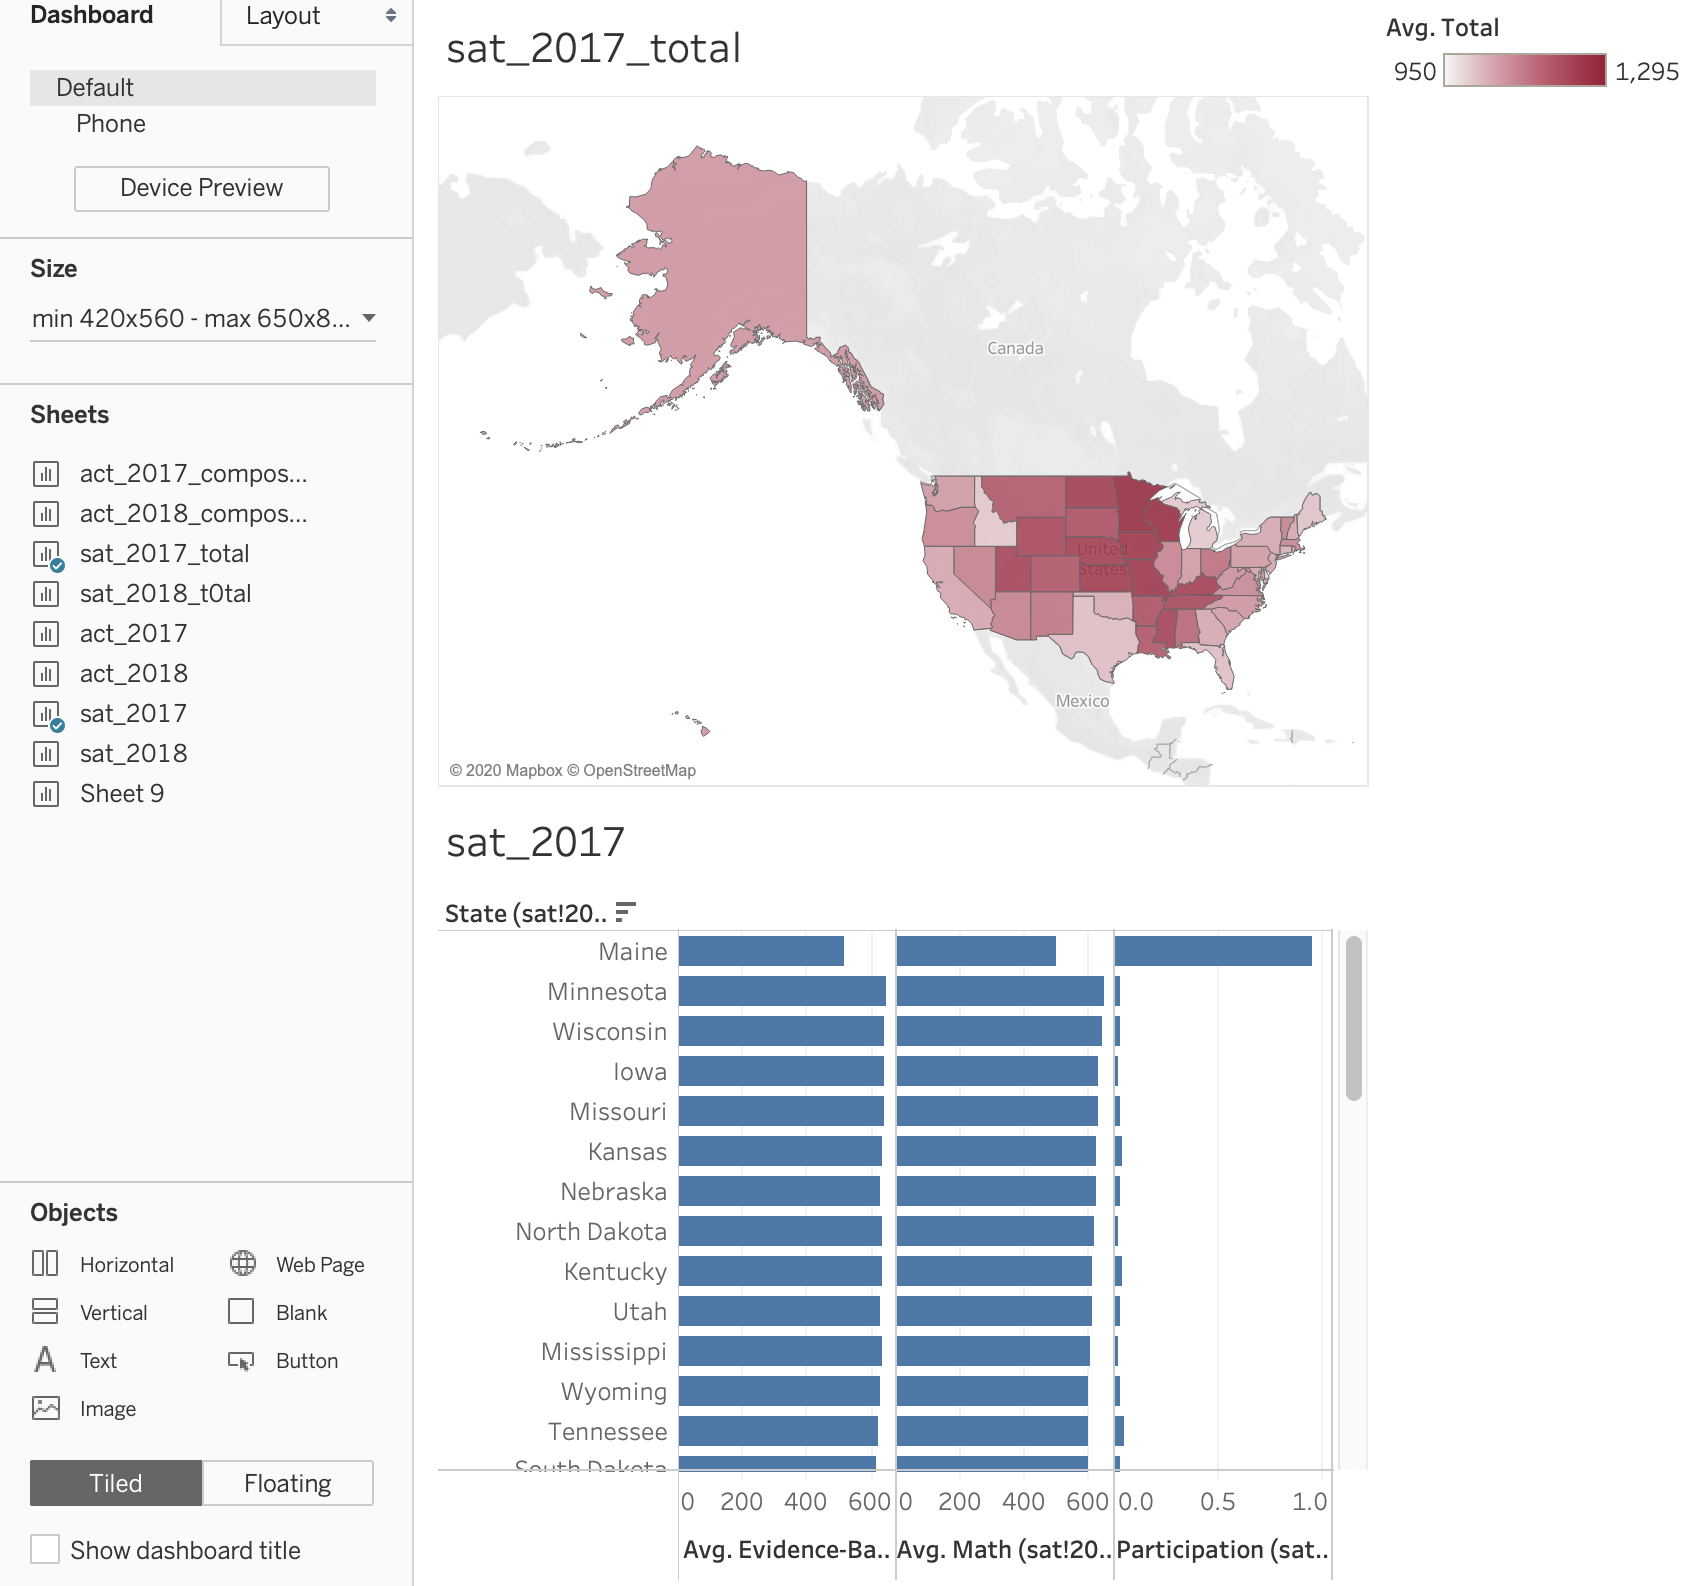 Dashboard
Layout
Default
Phone
Device Preview
Size
min 420x560 - max 650x8...
Sheets
act_2017_compos...
act_2018_compos...
sat_2017_total
sat_2018_t0tal
act_2017
act_2018
sat_2017
sat_2018
Sheet 9
Objects
Horizontal
Web Page
Vertical
Blank
Text
Button
Image
Tiled
Floating
Show dashboard title
sat_2017_total
Canada
United
States
Mexico
© 2020 Mapbox © OpenStreetMap
Avg. Total
950
1,295
sat_2017
State (sat!20..
Maine
Minnesota
Wisconsin
Iowa
Missouri
Kansas
Nebraska
North Dakota
Kentucky
Utah
Mississippi
Wyoming
Tennessee
South Dakota
0 200 400 600 0 200 400 600 0.0 0.5 1.0
Avg. Evidence-Ba.. Avg. Math (sat!20.. Participation (sat..